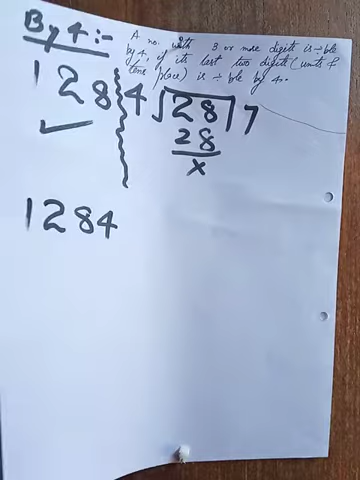 By 4 :-
A no. with 3 or more digits is ÷ble
by 4, if its last two digits (units &
tens place) is ÷ble by 4.
128 4)28(7
28
x
1284